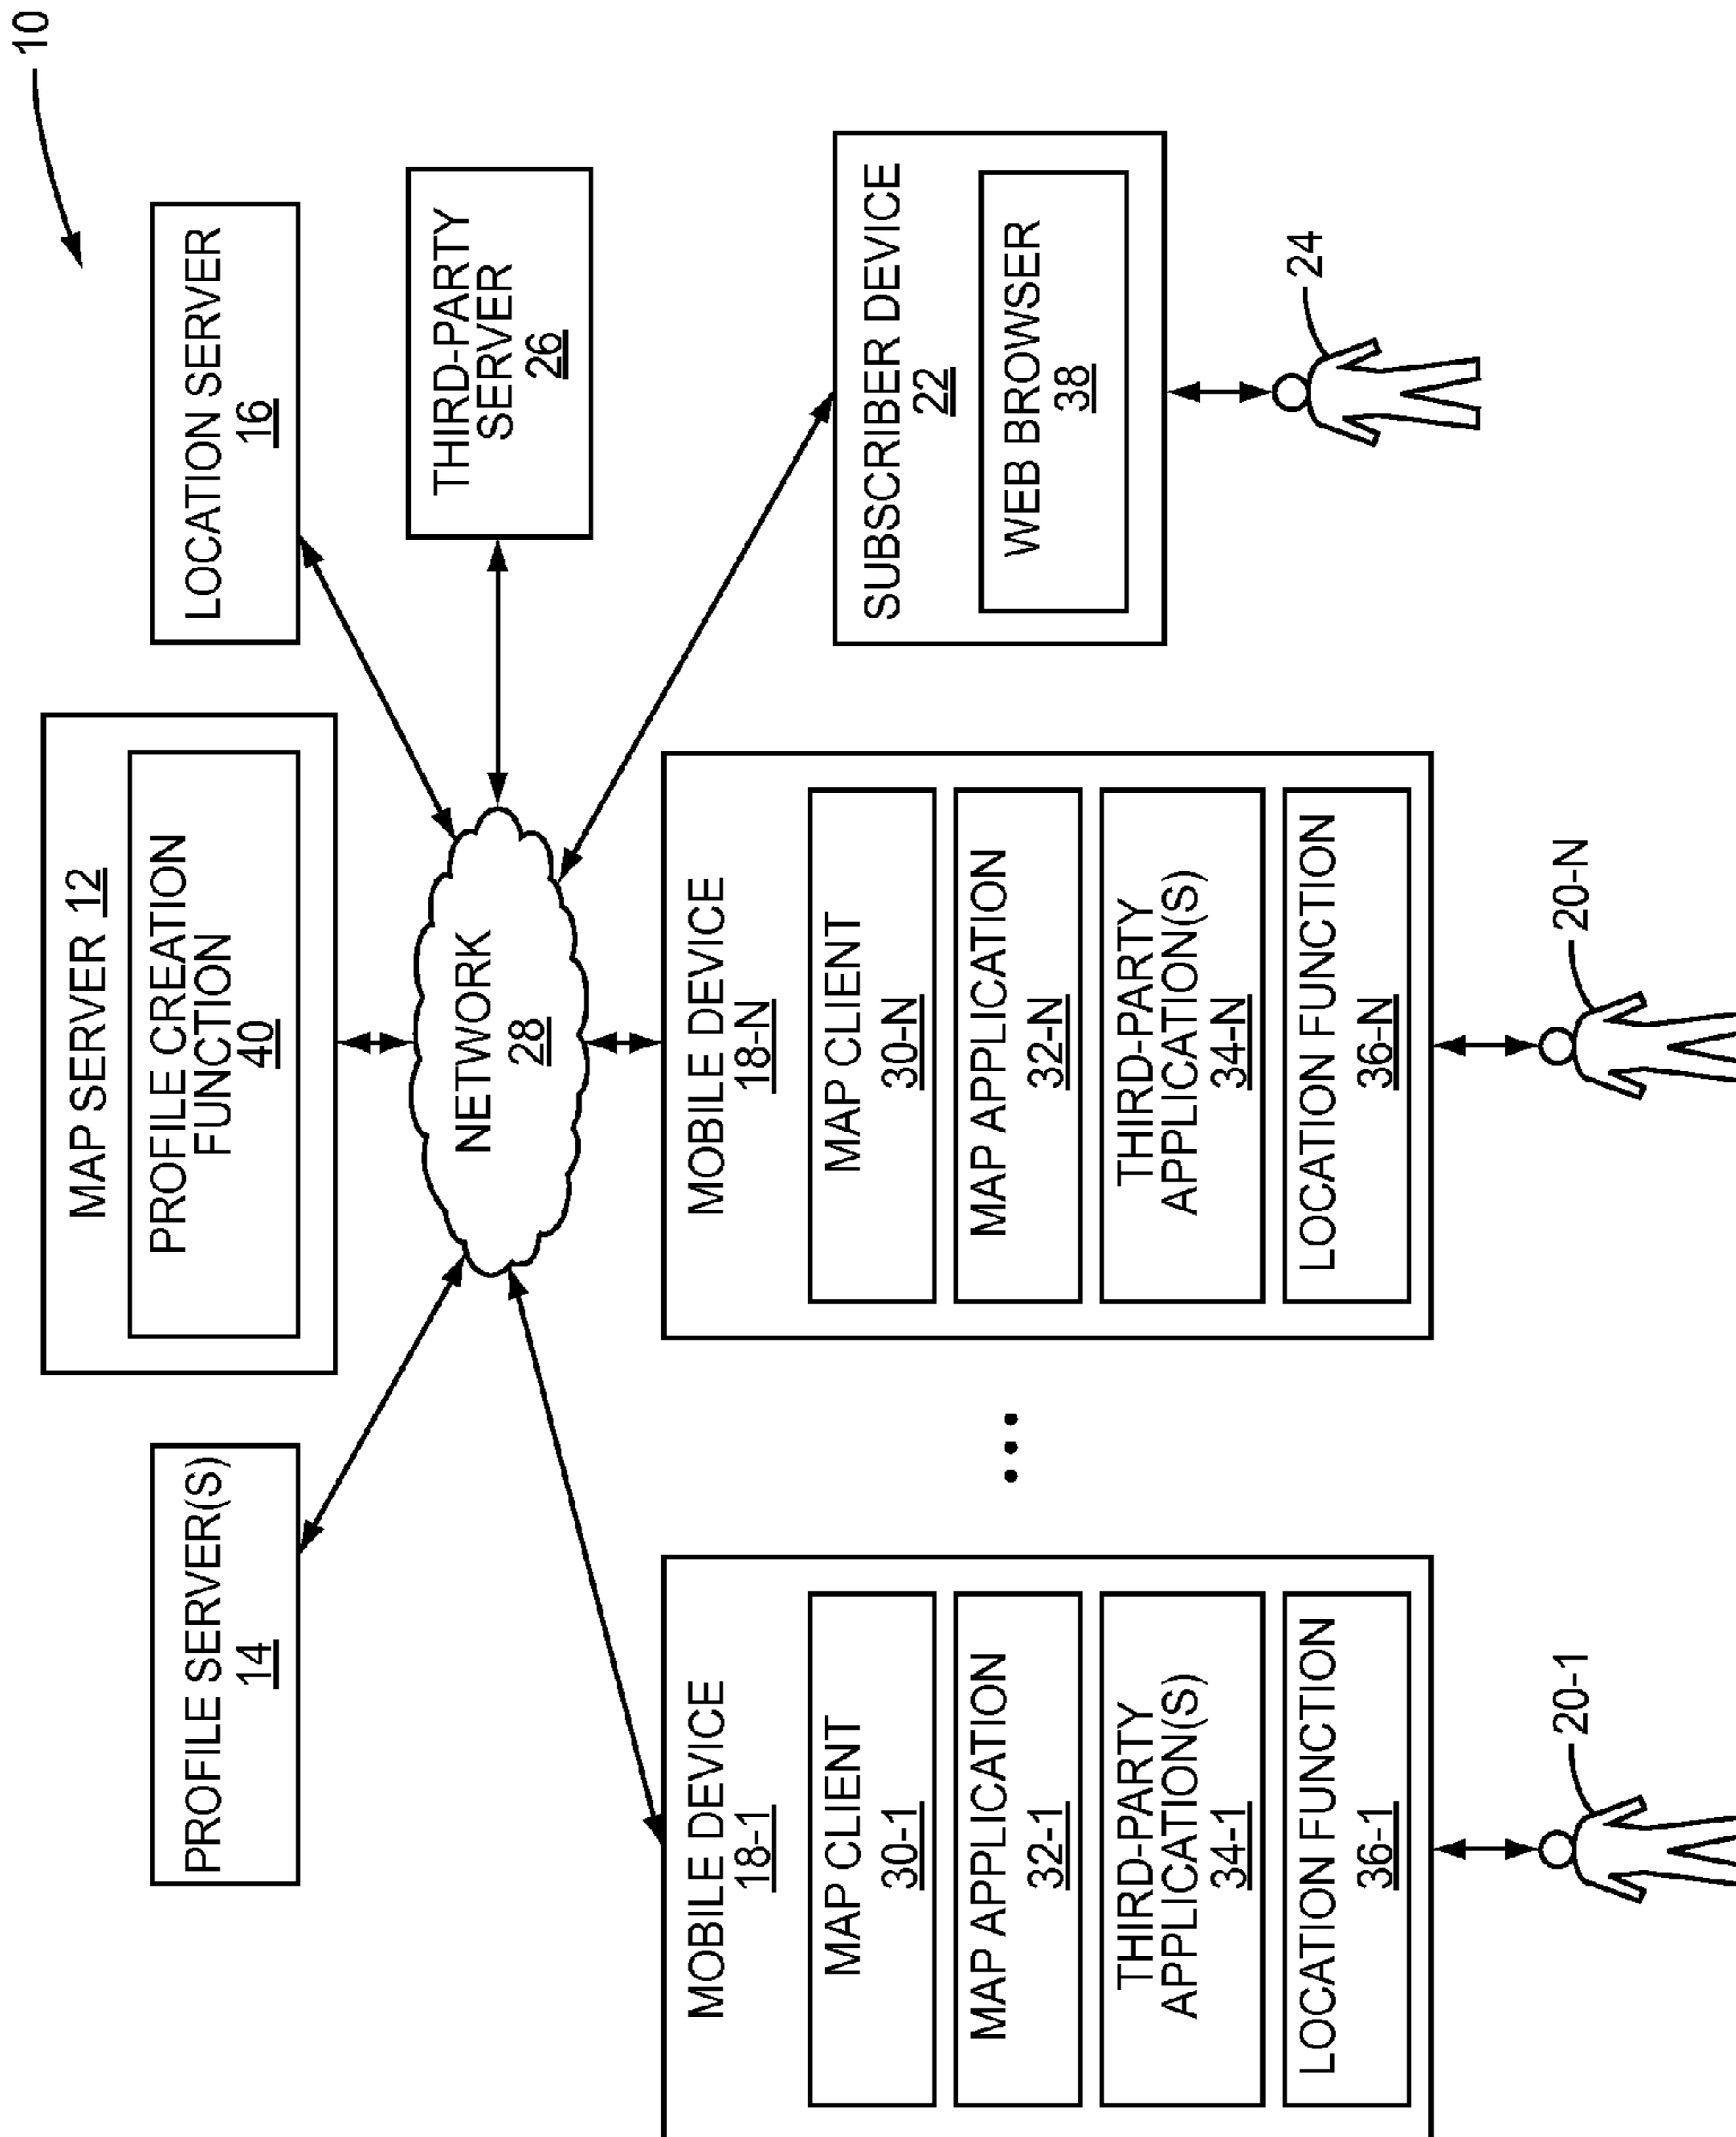 10
MAP SERVER 12
PROFILE CREATION
FUNCTION
40
PROFILE SERVER(S)
14
LOCATION SERVER
16
NETWORK
28
THIRD-PARTY
SERVER
26
MOBILE DEVICE
18-1
MAP CLIENT
30-1
MAP APPLICATION
32-1
THIRD-PARTY
APPLICATION(S)
34-1
LOCATION FUNCTION
36-1
20-1
MOBILE DEVICE
18-N
MAP CLIENT
30-N
MAP APPLICATION
32-N
THIRD-PARTY
APPLICATION(S)
34-N
LOCATION FUNCTION
36-N
20-N
SUBSCRIBER DEVICE
22
WEB BROWSER
38
24